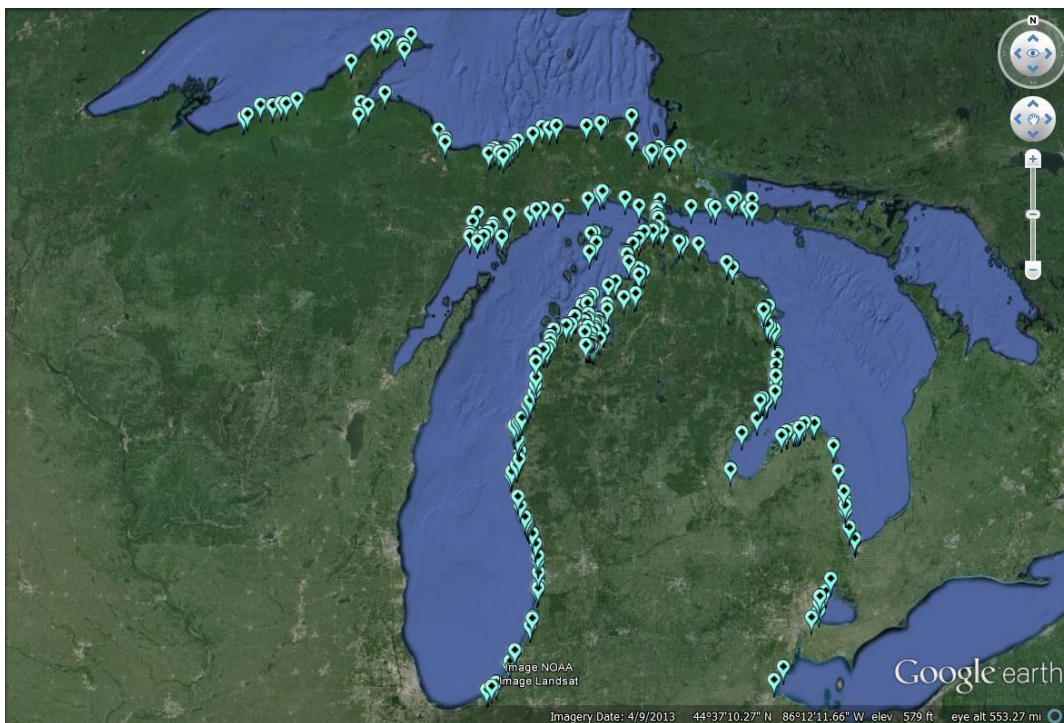 N
Image NOAA
Image Landsat
Google earth
Imagery Date: 4/9/2013 44°37'10.27" N 86°12'11.66" W elev 579 ft eye alt 553.27 mi